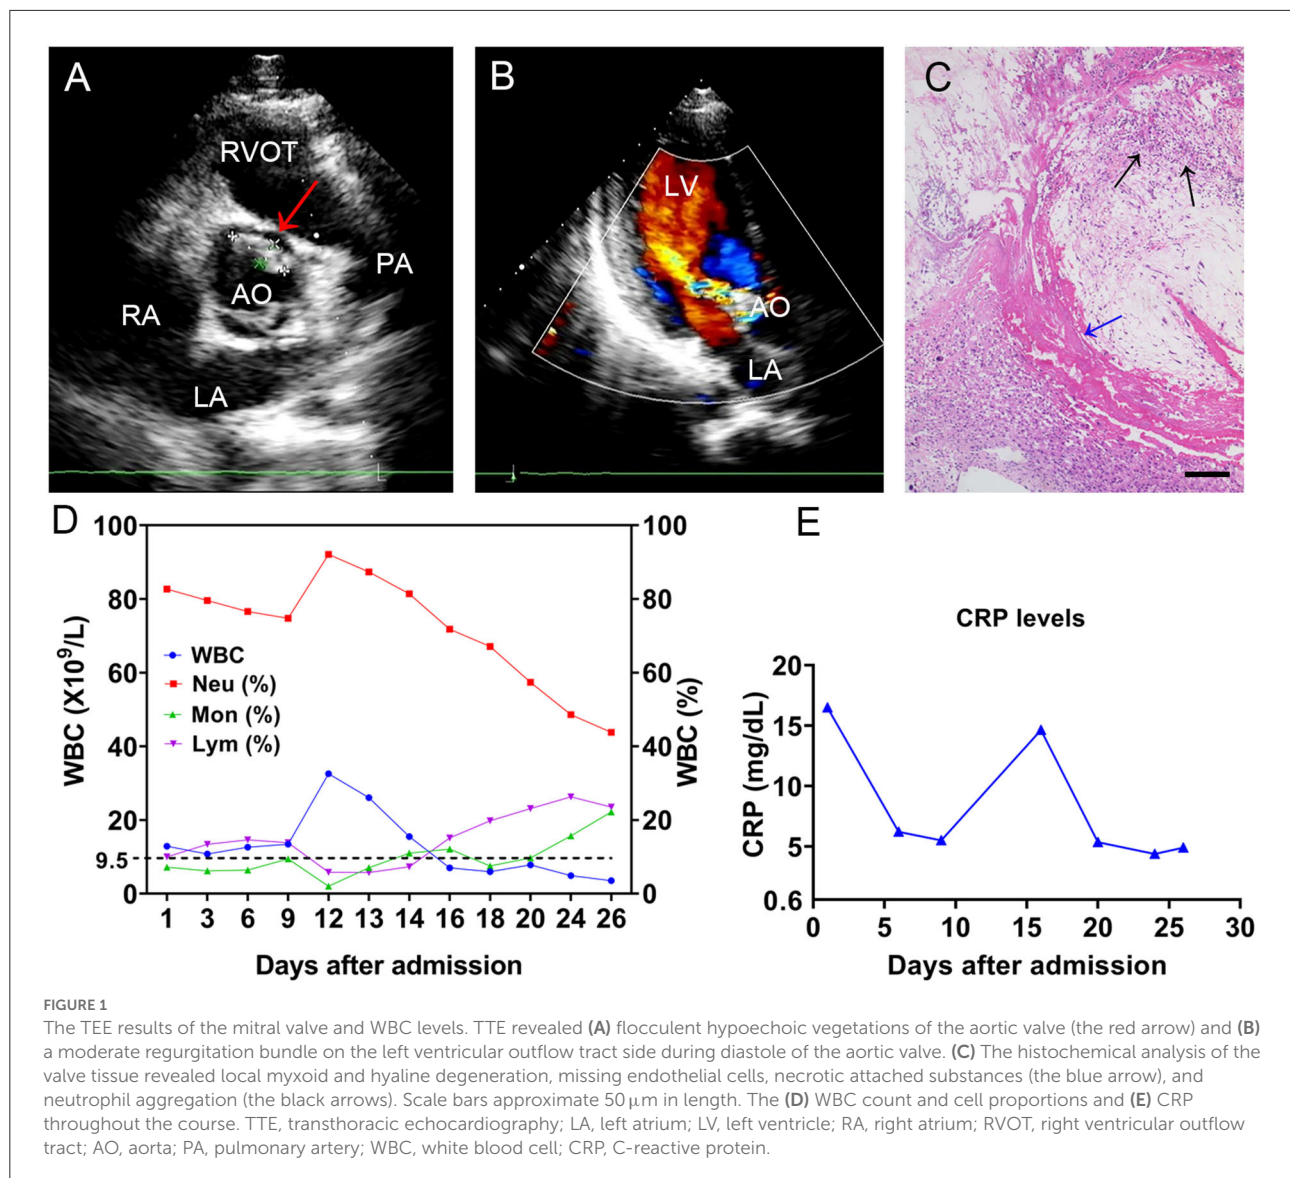 A
RVOT
PA
AO
RA
LA
B
LV
AO
LA
C
D
100
80
60
40
20
9.5
0
WBC (X10⁹/L)
WBC
Neu (%)
Mon (%)
Lym (%)
100
80
60
40
20
0
WBC (%)
1 3 6 9 12 13 14 16 18 20 24 26
Days after admission
E
CRP levels
20
15
10
5
0.6
CRP (mg/dL)
0 5 10 15 20 25 30
Days after admission
FIGURE 1
The TEE results of the mitral valve and WBC levels. TTE revealed (A) flocculent hypoechoic vegetations of the aortic valve (the red arrow) and (B)
a moderate regurgitation bundle on the left ventricular outflow tract side during diastole of the aortic valve. (C) The histochemical analysis of the
valve tissue revealed local myxoid and hyaline degeneration, missing endothelial cells, necrotic attached substances (the blue arrow), and
neutrophil aggregation (the black arrows). Scale bars approximate 50 μm in length. The (D) WBC count and cell proportions and (E) CRP
throughout the course. TTE, transthoracic echocardiography; LA, left atrium; LV, left ventricle; RA, right atrium; RVOT, right ventricular outflow
tract; AO, aorta; PA, pulmonary artery; WBC, white blood cell; CRP, C-reactive protein.